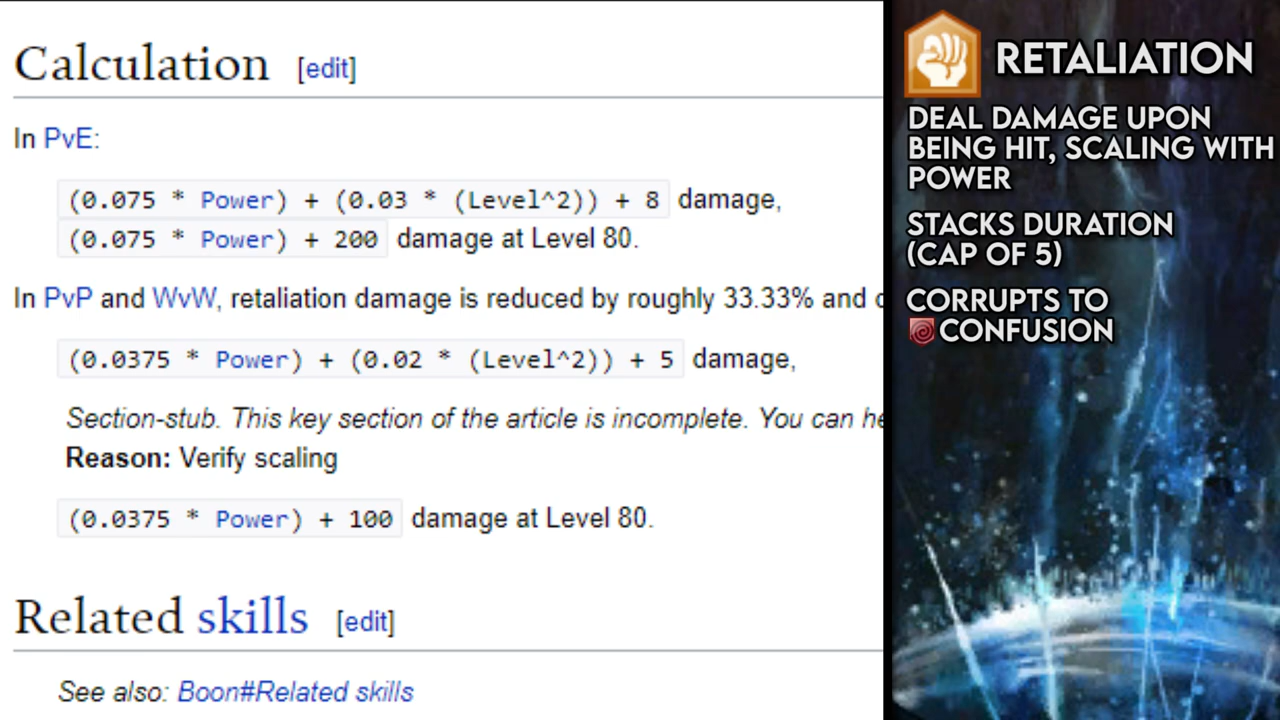 Calculation [edit]
In PvE:
(0.075 * Power) + (0.03 * (Level^2)) + 8 damage,
(0.075 * Power) + 200 damage at Level 80.
In PvP and WvW, retaliation damage is reduced by roughly 33.33% and
(0.0375 * Power) + (0.02 * (Level^2)) + 5 damage,
Section-stub. This key section of the article is incomplete. You can
Reason: Verify scaling
(0.0375 * Power) + 100 damage at Level 80.
Related skills [edit]
See also: Boon#Related skills
RETALIATION
DEAL DAMAGE UPON
BEING HIT, SCALING WITH
POWER
STACKS DURATION
(CAP OF 5)
CORRUPTS TO
CONFUSION